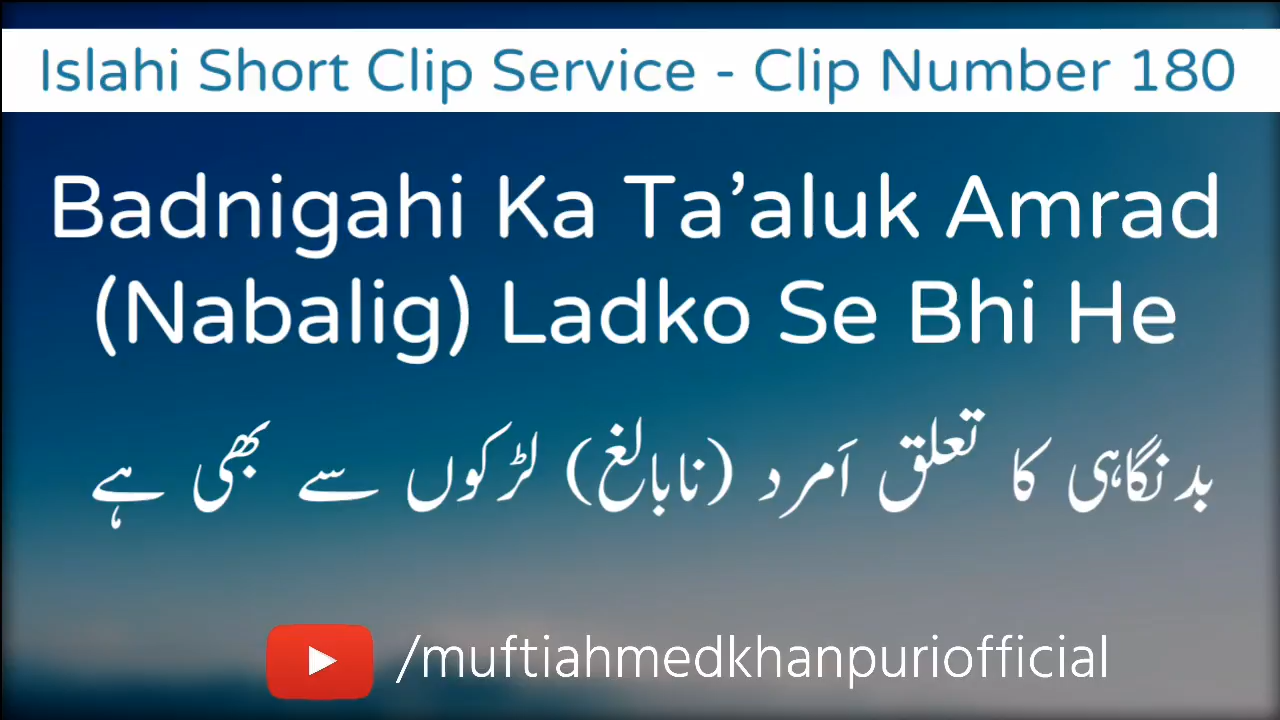 Islahi Short Clip Service - Clip Number 180
Badnigahi Ka Ta’aluk Amrad
(Nabalig) Ladko Se Bhi He
بدنگاہی کا تعلق اَمرد (نابالغ) لڑکوں سے بھی ہے
/muftiahmedkhanpuriofficial